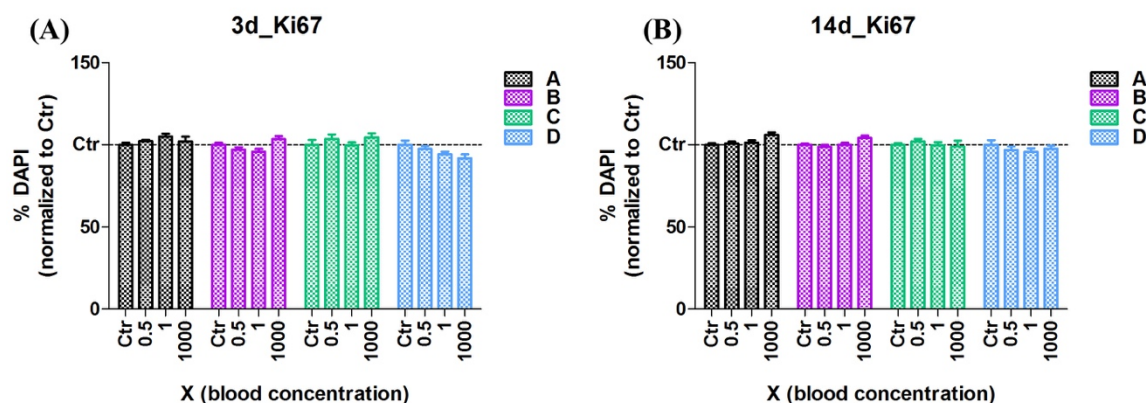 (A)
3d_Ki67
150
Ctr
50
0
% DAPI
(normalized to Ctr)
A
B
C
D
Ctr 0.5 1 1000 Ctr 0.5 1 1000 Ctr 0.5 1 1000 Ctr 0.5 1 1000
X (blood concentration)
(B)
14d_Ki67
150
Ctr
50
0
% DAPI
(normalized to Ctr)
A
B
C
D
Ctr 0.5 1 1000 Ctr 0.5 1 1000 Ctr 0.5 1 1000 Ctr 0.5 1 1000
X (blood concentration)